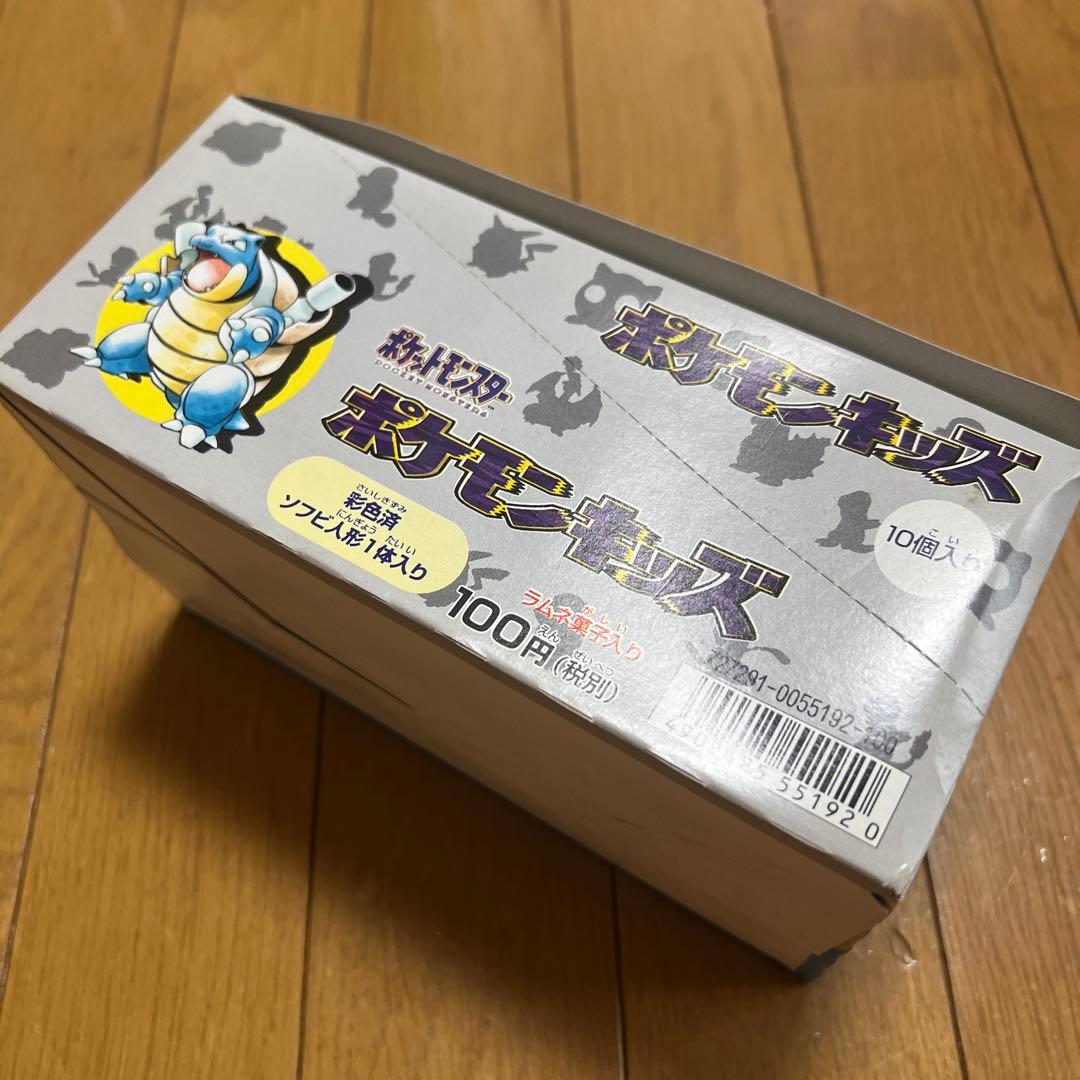 ポケットモンスター
POCKET MONSTERS
ポケモンキッズ
ポケモンキッズ
さいしきずみ
彩色済
にんぎょう たいい
ソフビ人形1体入り
こい
10個入り
がしい
ラムネ菓子入り
えん ぜいべつ
100円(税別)
727291-0055192-100
551920